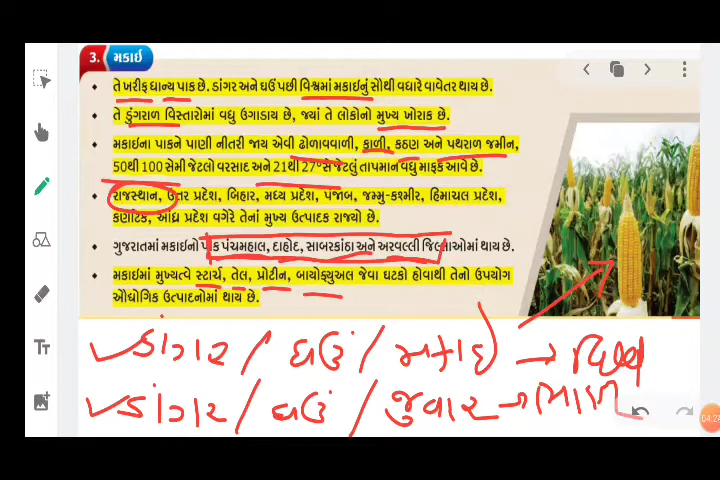 3. મકાઈ
તે ખરીફ ધાન્ય પાક છે. ડાંગર અને ઘઉં પછી વિશ્વમાં મકાઈનું સૌથી વધારે વાવેતર થાય છે.
તે ડુંગરાળ વિસ્તારોમાં વધુ ઉગાડાય છે, જ્યાં તે લોકોનો મુખ્ય ખોરાક છે.
મકાઈના પાકને પાણી નીતરી જાય એવી ઢોળાવવાળી, કાળી, કઠણ અને પથરાળ જમીન,
50થી 100 સેમી જેટલો વરસાદ અને 21થી 27°સે જેટલું તાપમાન વધુ માફક આવે છે.
રાજસ્થાન, ઉત્તર પ્રદેશ, બિહાર, મધ્ય પ્રદેશ, પંજાબ, જમ્મુ-કશ્મીર, હિમાચલ પ્રદેશ,
કર્ણાટક, આંધ્ર પ્રદેશ વગેરે તેનાં મુખ્ય ઉત્પાદક રાજ્યો છે.
ગુજરાતમાં મકાઈનો પાક પંચમહાલ, દાહોદ, સાબરકાંઠા અને અરવલ્લી જિલ્લાઓમાં થાય છે.
મકાઈમાં મુખ્યત્વે સ્ટાર્ચ, તેલ, પ્રોટીન, બાયોફ્યુઅલ જેવા ઘટકો હોવાથી તેનો ઉપયોગ
ઔદ્યોગિક ઉત્પાદનોમાં થાય છે.
ડાંગર / ઘઉં / મકાઈ → વિશ્વ
ડાંગર / ઘઉં / જુવાર → ભારત
Tт
04:24